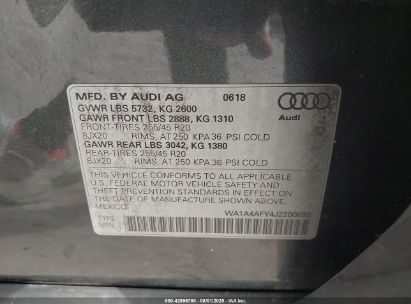 MFD. BY AUDI AG 0618
GVWR LBS 5732, KG 2600
GAWR FRONT LBS 2888, KG 1310
FRONT-TIRES 255/45 R20
8JX20 RIMS, AT 250 KPA 36 PSI COLD
GAWR REAR LBS 3042, KG 1380
REAR-TIRES 255/45 R20
8JX20 RIMS, AT 250 KPA 36 PSI COLD
Audi
THIS VEHICLE CONFORMS TO ALL APPLICABLE
U.S. FEDERAL MOTOR VEHICLE SAFETY AND
THEFT PREVENTION STANDARDS IN EFFECT ON
THE DATE OF MANUFACTURE SHOWN ABOVE.
MEXICO
TYPE:
MPV